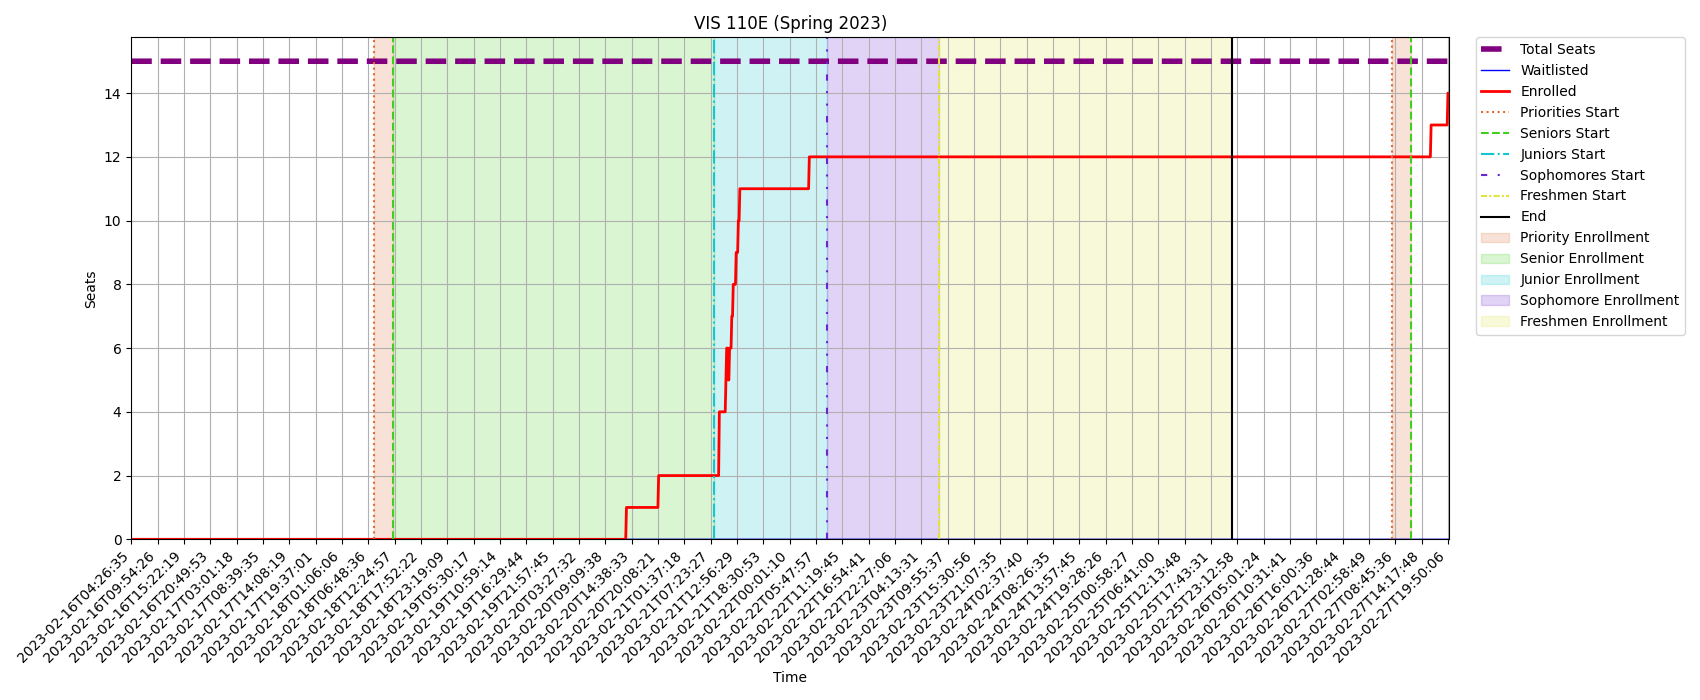 VIS 110E (Spring 2023)
Seats
14
12
10
8
6
4
2
0
2023-02-16T04:26:35
2023-02-16T09:54:26
2023-02-16T15:22:19
2023-02-16T20:49:53
2023-02-17T03:01:18
2023-02-17T08:39:35
2023-02-17T14:08:19
2023-02-17T19:37:01
2023-02-18T01:06:06
2023-02-18T06:48:36
2023-02-18T12:24:57
2023-02-18T17:52:22
2023-02-18T23:19:09
2023-02-19T05:30:17
2023-02-19T10:59:14
2023-02-19T16:29:44
2023-02-19T21:57:45
2023-02-20T03:27:32
2023-02-20T09:09:38
2023-02-20T14:38:33
2023-02-20T20:08:21
2023-02-21T01:37:18
2023-02-21T07:23:27
2023-02-21T12:56:29
2023-02-21T18:30:53
2023-02-22T00:01:10
2023-02-22T05:47:57
2023-02-22T11:19:45
2023-02-22T16:54:41
2023-02-22T22:27:06
2023-02-23T04:13:31
2023-02-23T09:55:37
2023-02-23T15:30:56
2023-02-23T21:07:35
2023-02-24T02:37:40
2023-02-24T08:26:35
2023-02-24T13:57:45
2023-02-24T19:28:26
2023-02-25T00:58:27
2023-02-25T06:41:00
2023-02-25T12:13:48
2023-02-25T17:43:31
2023-02-25T23:12:58
2023-02-26T05:01:24
2023-02-26T10:31:41
2023-02-26T16:00:36
2023-02-26T21:28:44
2023-02-27T02:58:49
2023-02-27T08:45:36
2023-02-27T14:17:48
2023-02-27T19:50:06
Time
Total Seats
Waitlisted
Enrolled
Priorities Start
Seniors Start
Juniors Start
Sophomores Start
Freshmen Start
End
Priority Enrollment
Senior Enrollment
Junior Enrollment
Sophomore Enrollment
Freshmen Enrollment